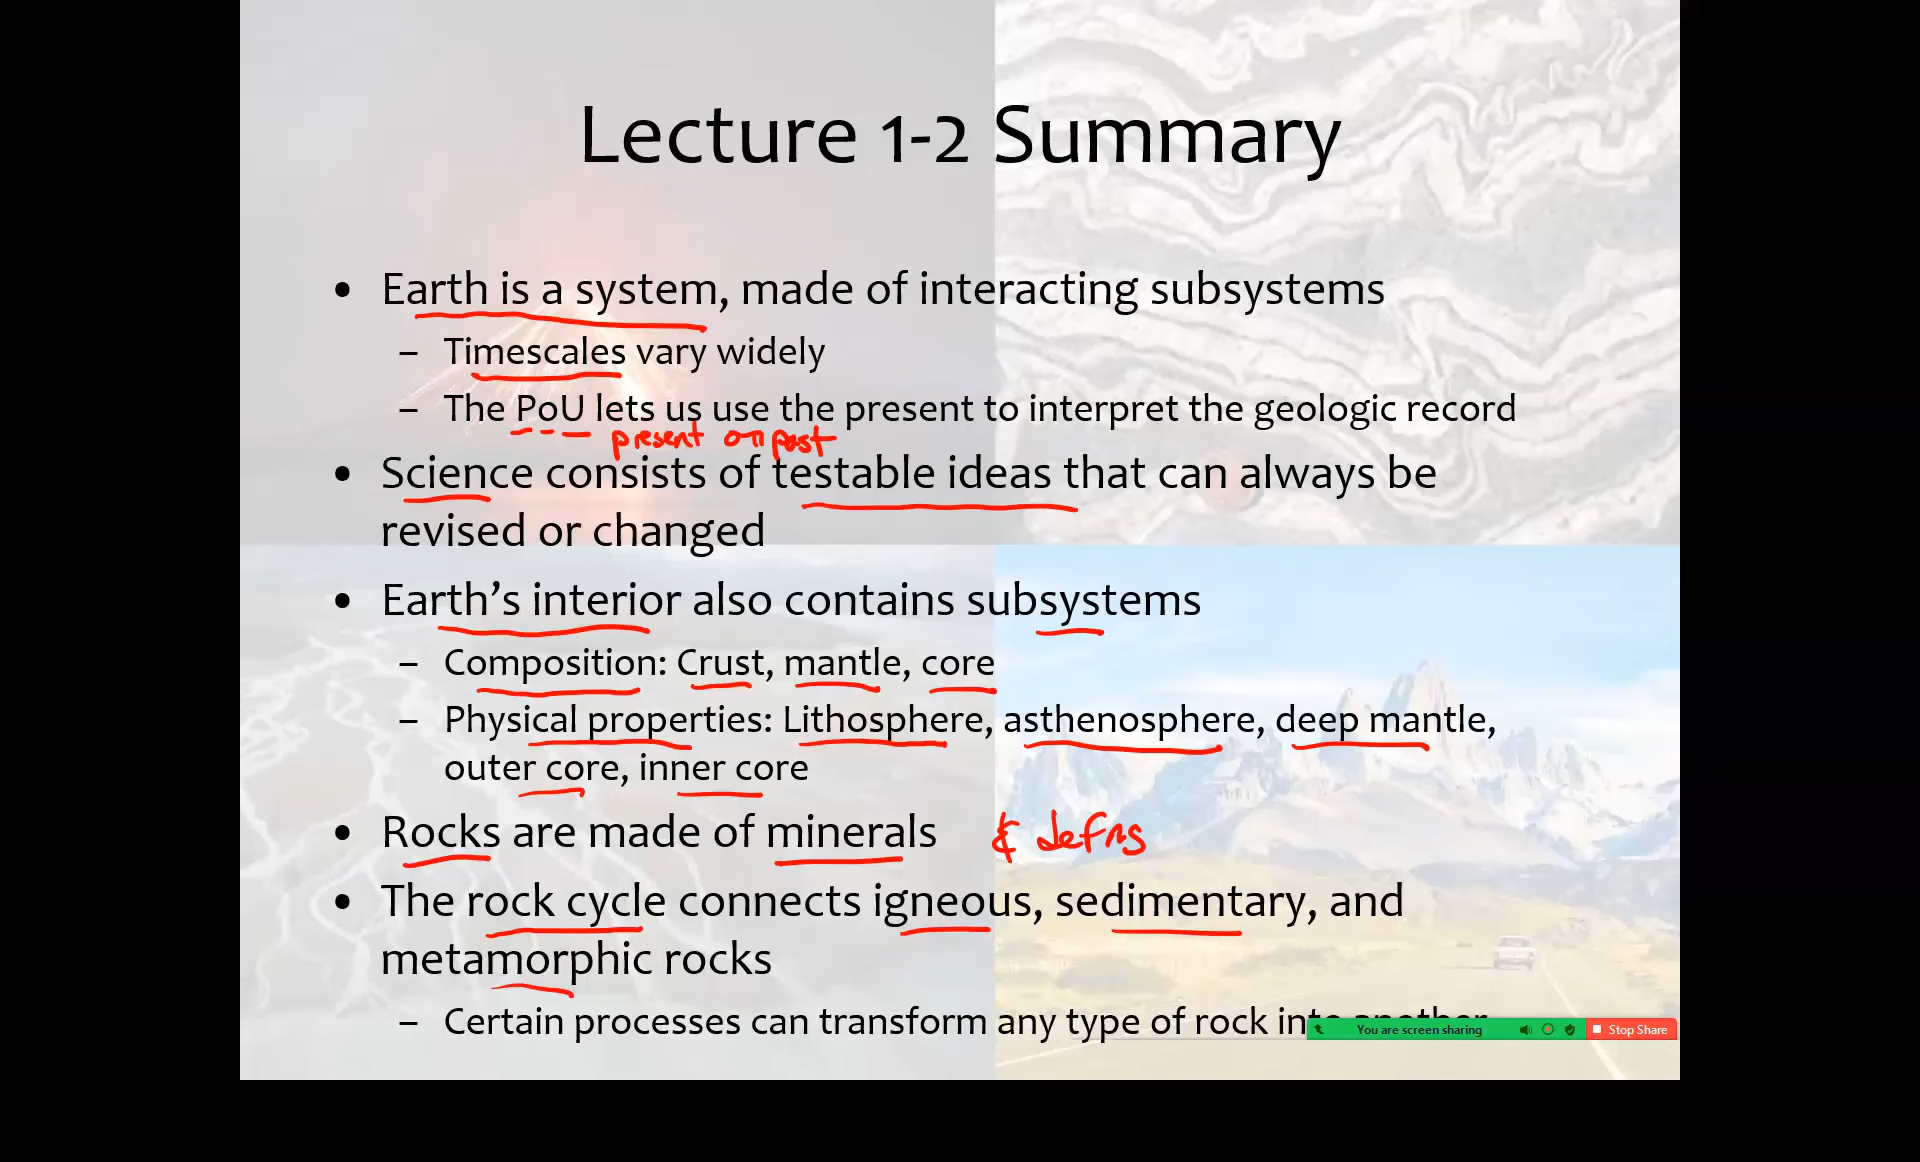 Lecture 1-2 Summary
• Earth is a system, made of interacting subsystems
– Timescales vary widely
– The PoU lets us use the present to interpret the geologic record
present on past
• Science consists of testable ideas that can always be
revised or changed
• Earth’s interior also contains subsystems
– Composition: Crust, mantle, core
– Physical properties: Lithosphere, asthenosphere, deep mantle,
outer core, inner core
• Rocks are made of minerals & defns
• The rock cycle connects igneous, sedimentary, and
metamorphic rocks
– Certain processes can transform any type of rock into another
You are screen sharing Stop Share